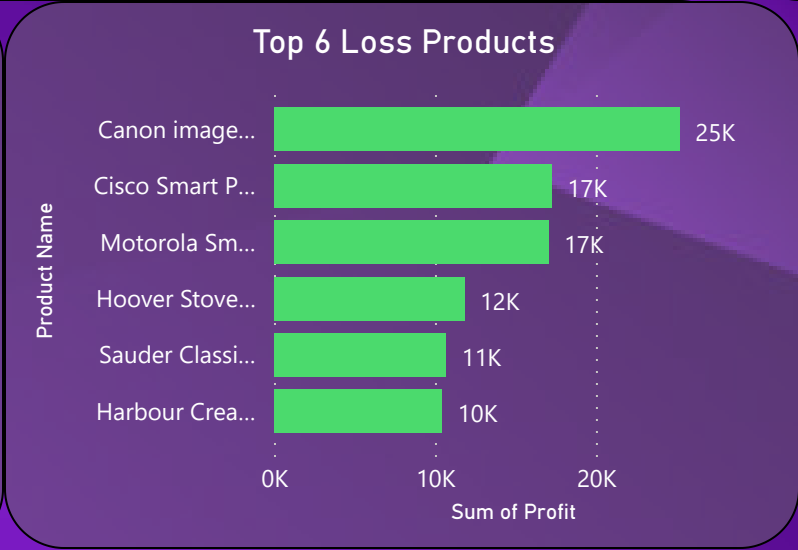 Top 6 Loss Products
Product Name
Canon image...
25K
Cisco Smart P...
17K
Motorola Sm...
17K
Hoover Stove...
12K
Sauder Classi...
11K
Harbour Crea...
10K
0K 10K 20K
Sum of Profit